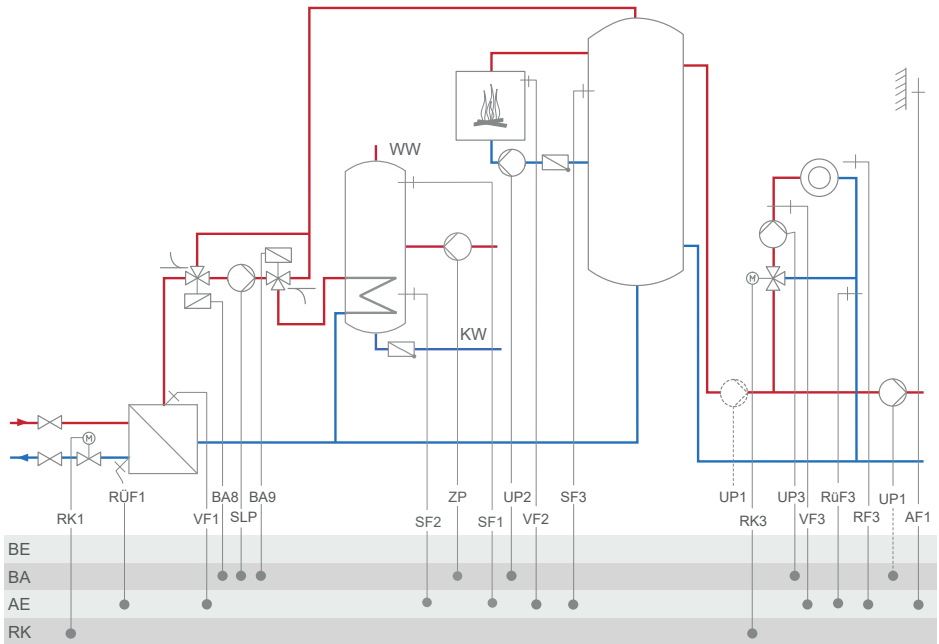 WW
KW
M
M
RK1
RÜF1
VF1
BA8
SLP
BA9
SF2
ZP
SF1
UP2
VF2
SF3
UP1
RK3
UP3
VF3
RüF3
RF3
UP1
AF1
BE
BA
AE
RK